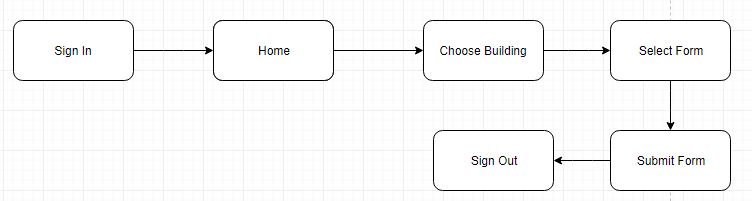 Sign In
Home
Choose Building
Select Form
Submit Form
Sign Out